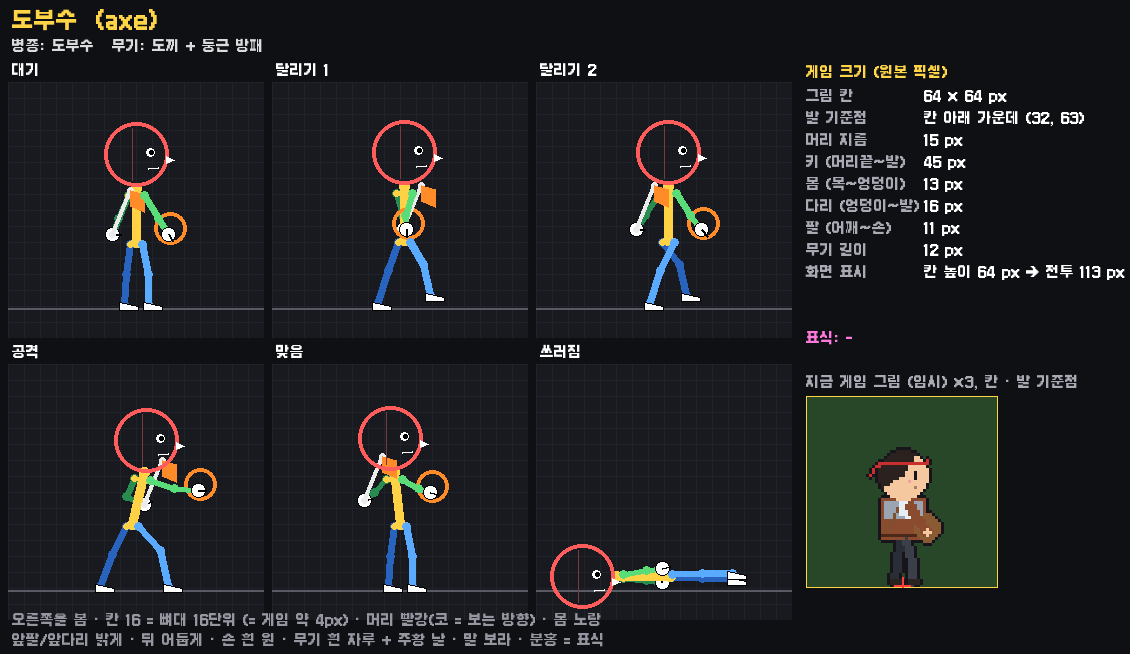 도부수 (axe)
병종: 도부수 무기: 도끼 + 둥근 방패
대기
달리기 1
달리기 2
공격
맞음
쓰러짐
오른쪽을 봄 · 칸 16 = 뼈대 16단위 (= 게임 약 4px) · 머리 빨강(코 = 보는 방향) · 몸 노랑
앞팔/앞다리 밝게 · 뒤 어둡게 · 손 흰 원 · 무기 흰 자루 + 주황 날 · 말 보라 · 분홍 = 표식
게임 크기 (원본 픽셀)
그림 칸 64 × 64 px
발 기준점 칸 아래 가운데 (32, 63)
머리 지름 15 px
키 (머리끝~발) 45 px
몸 (목~엉덩이) 13 px
다리 (엉덩이~발) 16 px
팔 (어깨~손) 11 px
무기 길이 12 px
화면 표시 칸 높이 64 px → 전투 113 px
표식: -
지금 게임 그림 (임시) ×3, 칸 · 발 기준점